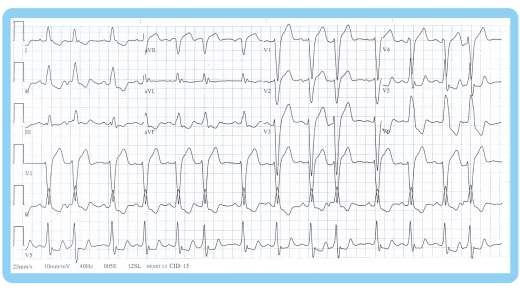 I aVR V1 V4
II aVL V2 V5
III aVF V3 V6
V1
II
V5
25mm/s 10mm/mV 40Hz 005E 12SL CID: 15